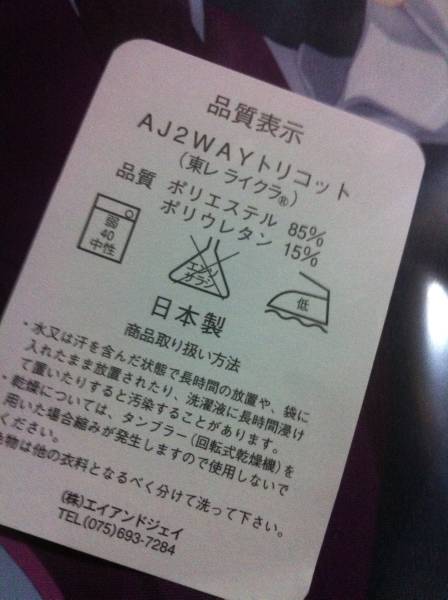 品質表示
AJ2WAYトリコット
(東レ ライクラ®)
品質 ポリエステル 85%
ポリウレタン 15%
弱
40
中性
エンソ
サラシ
低
日本製
商品取り扱い方法
・水又は汗を含んだ状態で長時間の放置や、袋に
入れたまま放置されたり、洗濯液に長時間浸け
て置いたりすると汚染することがあります。
・乾燥については、タンブラー(回転式乾燥機)を
用いた場合縮みが発生しますので使用しないで
ください。
物は他の衣料となるべく分けて洗って下さい。
(株)エイアンドジェイ
TEL(075)693-7284